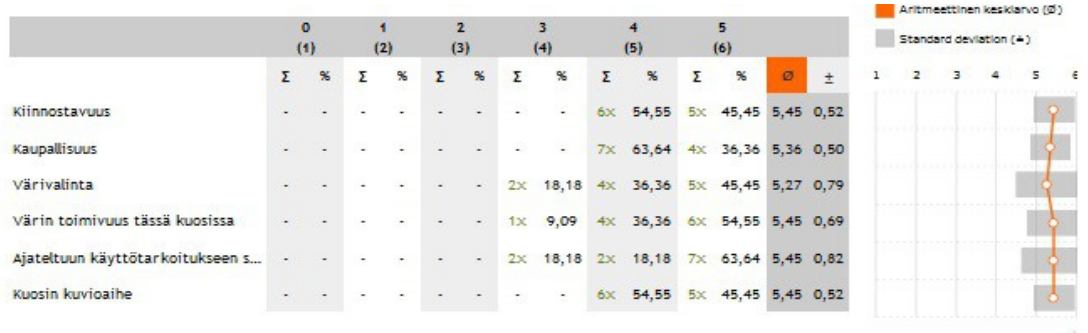 Aritmeettinen keskiarvo (Ø)
Standard deviation (±)
0 1 2 3 4 5
(1) (2) (3) (4) (5) (6)
Σ % Σ % Σ % Σ % Σ % Σ % Ø ± 1 2 3 4 5 6
Kiinnostavuus - - - - - - - - 6x 54,55 5x 45,45 5,45 0,52
Kaupallisuus - - - - - - - - 7x 63,64 4x 36,36 5,36 0,50
Värivalinta - - - - - - 2x 18,18 4x 36,36 5x 45,45 5,27 0,79
Värin toimivuus tässä kuosissa - - - - - - 1x 9,09 4x 36,36 6x 54,55 5,45 0,69
Ajateltuun käyttötarkoitukseen s... - - - - - - 2x 18,18 2x 18,18 7x 63,64 5,45 0,82
Kuosin kuvioaihe - - - - - - - - 6x 54,55 5x 45,45 5,45 0,52